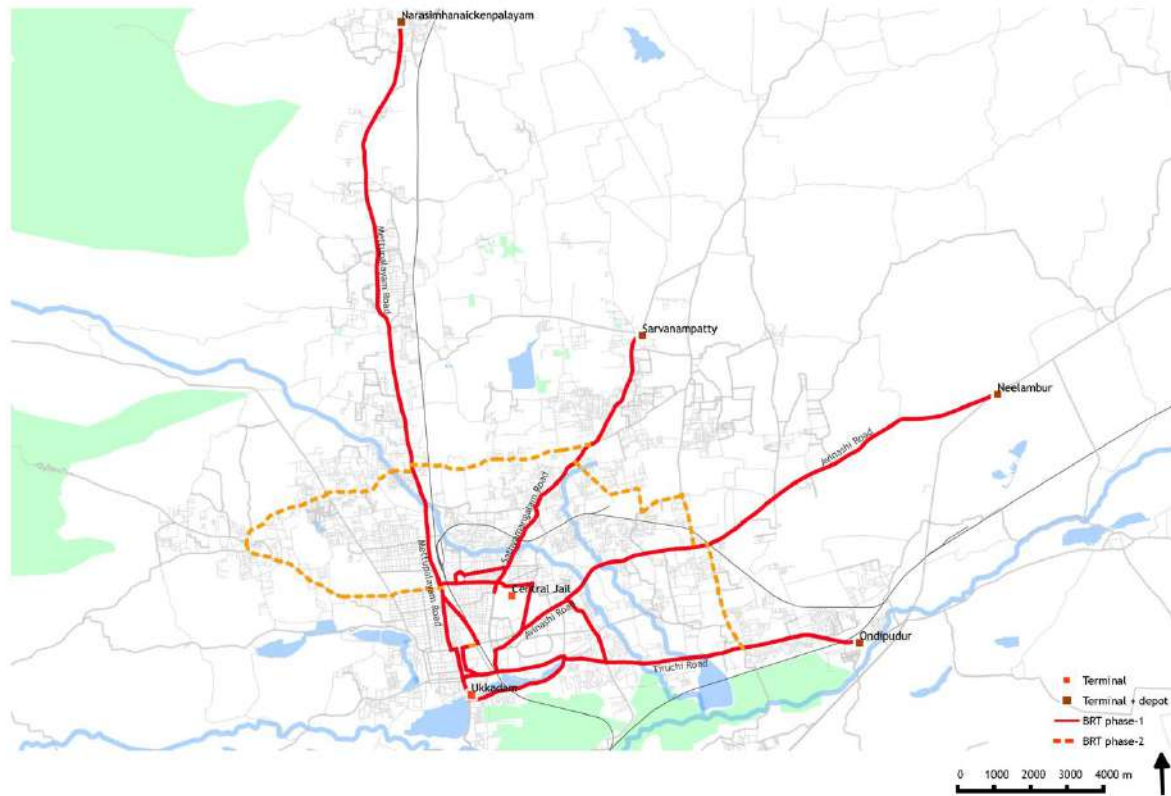 Narasimhanaickenpalayam
Mettupalayam Road
Sarvanampatty
Neelambur
Avinashi Road
Sathyamangalam Road
Mettupalayam Road
Central Jail
Avinashi Road
Ondipudur
Tiruchi Road
Ukkadam
Terminal
Terminal + depot
BRT phase-1
BRT phase-2
0 1000 2000 3000 4000 m